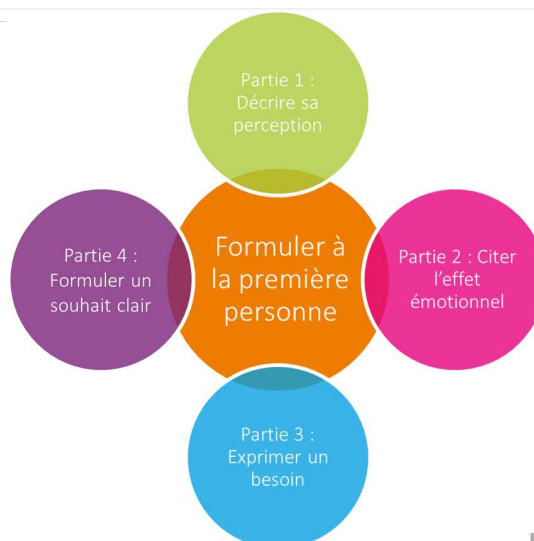 Partie 1 :
Décrire sa
perception
Formuler à
la première
personne
Partie 2 : Citer
l’effet
émotionnel
Partie 4 :
Formuler un
souhait clair
Partie 3 :
Exprimer un
besoin